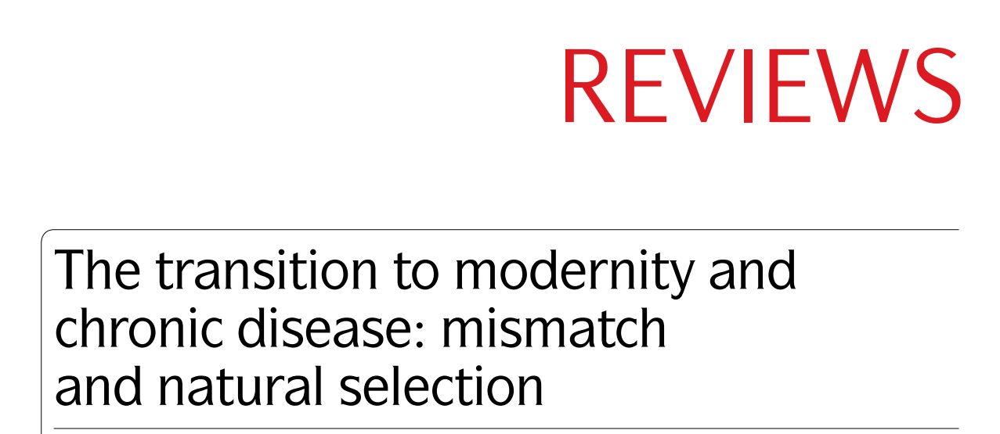 REVIEWS
The transition to modernity and
chronic disease: mismatch
and natural selection